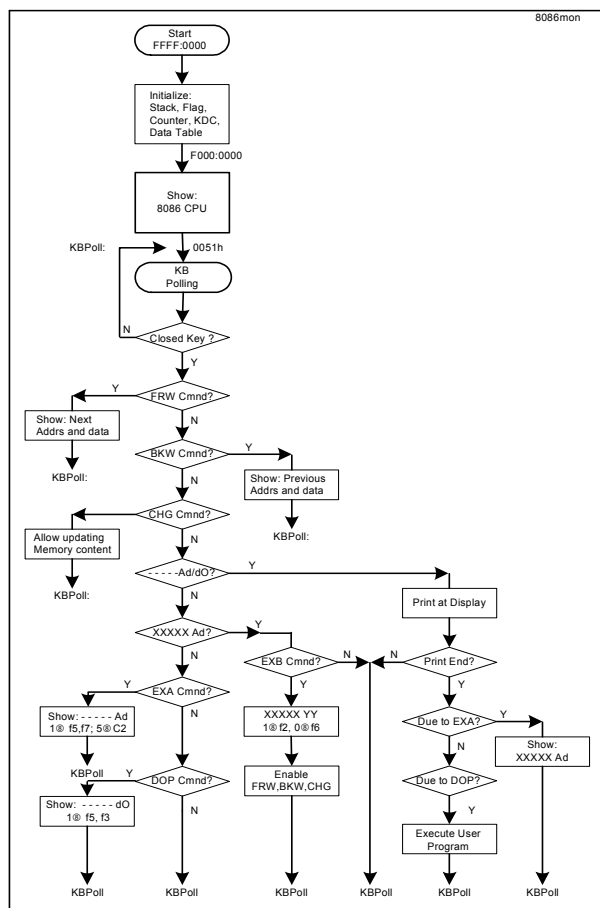 8086mon
Start
FFFF:0000
Initialize:
Stack, Flag,
Counter, KDC,
Data Table
F000:0000
Show:
8086 CPU
KBPoll:
0051h
KB
Polling
N
Closed Key ?
Y
Y
FRW Cmnd?
Show: Next
Addrs and data
N
KBPoll:
BKW Cmnd?
Y
Show: Previous
Addrs and data
N
KBPoll:
CHG Cmnd?
Allow updating
Memory content
N
KBPoll:
- - - - -Ad/dO?
Y
Print at Display
N
XXXXX Ad?
Y
EXB Cmnd?
N
N
Print End?
N
Y
EXA Cmnd?
Y
Y
Show: - - - - - Ad
1® f5,f7; 5® C2
N
XXXXX YY
1® f2, 0® f6
Due to EXA?
Y
Show:
XXXXX Ad
N
KBPoll
Y
DOP Cmnd?
Enable
FRW,BKW,CHG
Due to DOP?
Show: - - - - - dO
1® f5, f3
N
Y
Execute User
Program
KBPoll
KBPoll
KBPoll
KBPoll
KBPoll
KBPoll